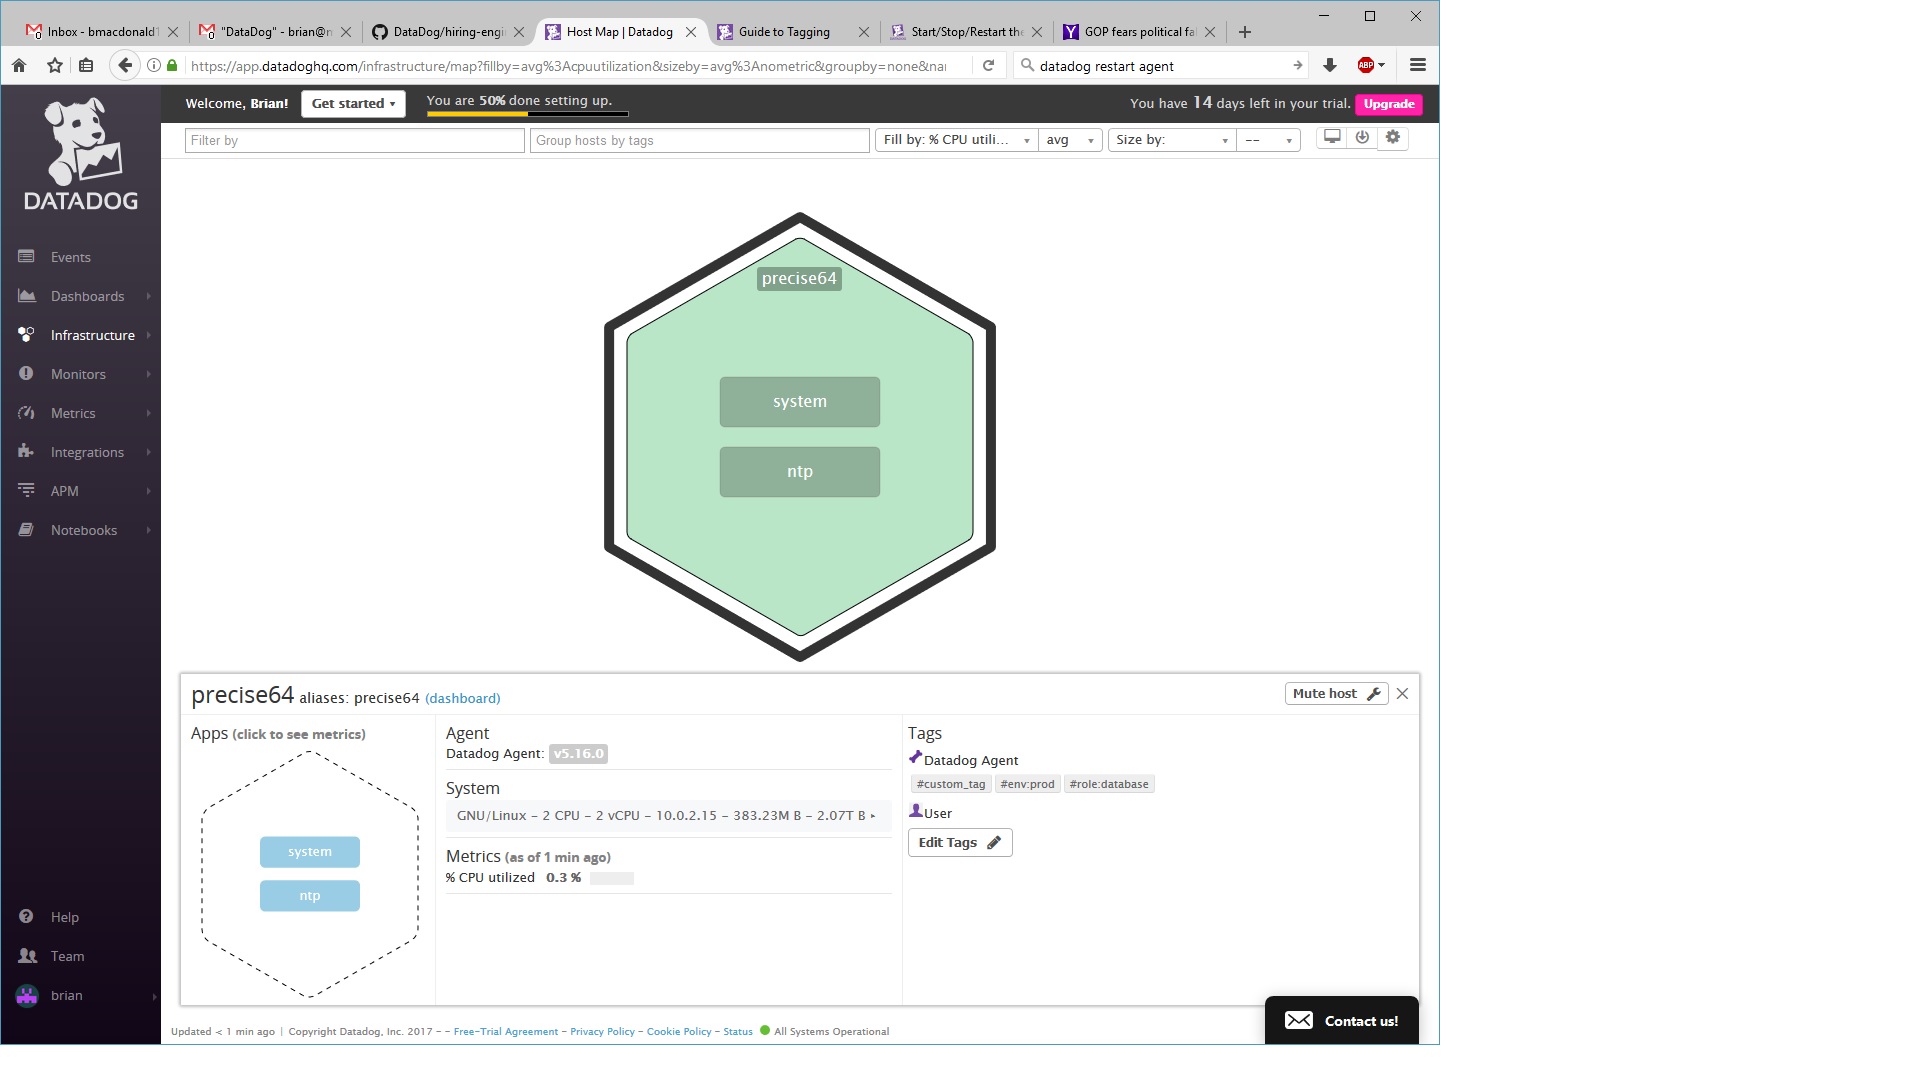 Inbox - bmacdonald1
"DataDog" - brian@n
DataDog/hiring-engi
Host Map | Datadog
Guide to Tagging
Start/Stop/Restart the
GOP fears political fal
https://app.datadoghq.com/infrastructure/map?fillby=avg%3Acpuutilization&sizeby=avg%3Anometric&groupby=none&nar
datadog restart agent
ABP
DATADOG
Welcome, Brian!
Get started
You are 50% done setting up.
You have 14 days left in your trial.
Upgrade
Filter by
Group hosts by tags
Fill by: % CPU utili...
avg
Size by:
--
Events
Dashboards
Infrastructure
Monitors
Metrics
Integrations
APM
Notebooks
Help
Team
brian
precise64
system
ntp
precise64 aliases: precise64 (dashboard)
Mute host
Apps (click to see metrics)
system
ntp
Agent
Datadog Agent: v5.16.0
System
GNU/Linux - 2 CPU - 2 vCPU - 10.0.2.15 - 383.23M B - 2.07T B
Metrics (as of 1 min ago)
% CPU utilized 0.3 %
Tags
Datadog Agent
#custom_tag #env:prod #role:database
User
Edit Tags
Updated < 1 min ago | Copyright Datadog, Inc. 2017 - - Free-Trial Agreement - Privacy Policy - Cookie Policy - Status All Systems Operational
Contact us!